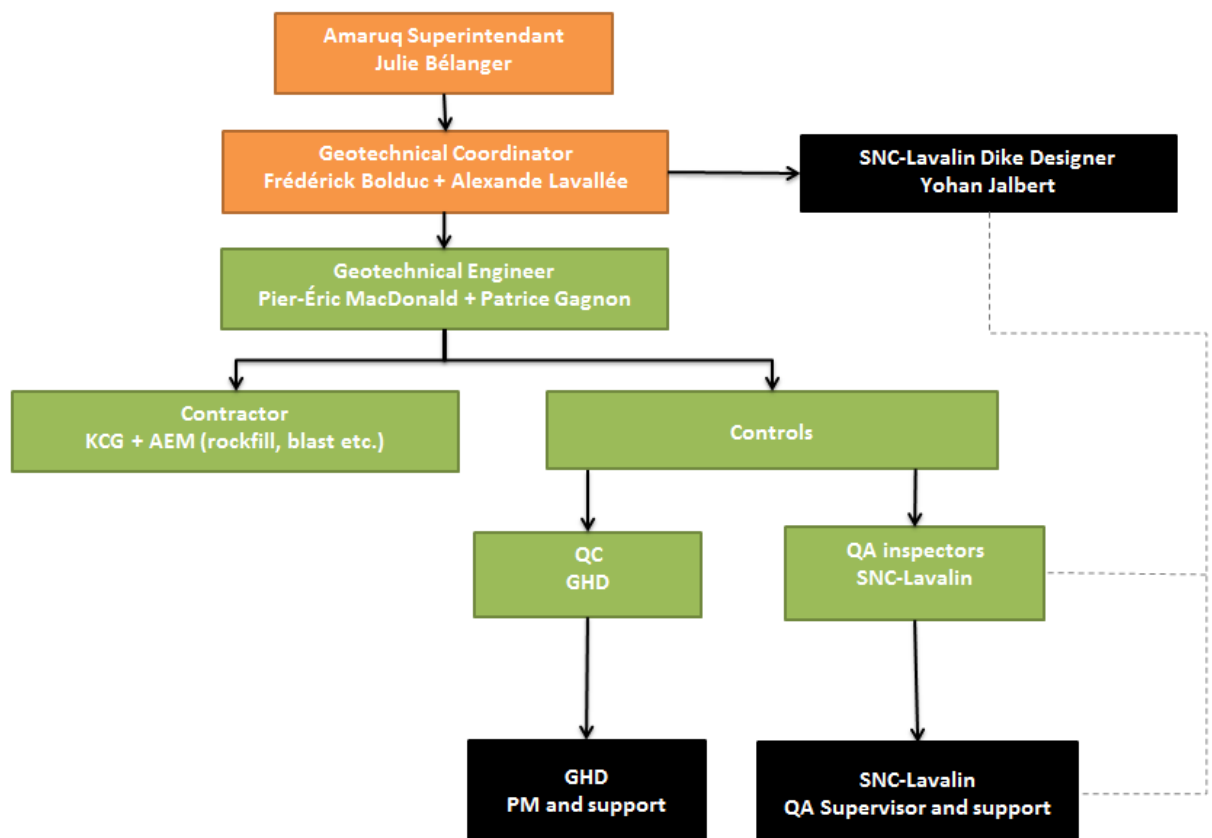 Amaruq Superintendant
Julie Bélanger
Geotechnical Coordinator
Frédérick Bolduc + Alexande Lavallée
SNC-Lavalin Dike Designer
Yohan Jalbert
Geotechnical Engineer
Pier-Éric MacDonald + Patrice Gagnon
Contractor
KCG + AEM (rockfill, blast etc.)
Controls
QC
GHD
QA inspectors
SNC-Lavalin
GHD
PM and support
SNC-Lavalin
QA Supervisor and support